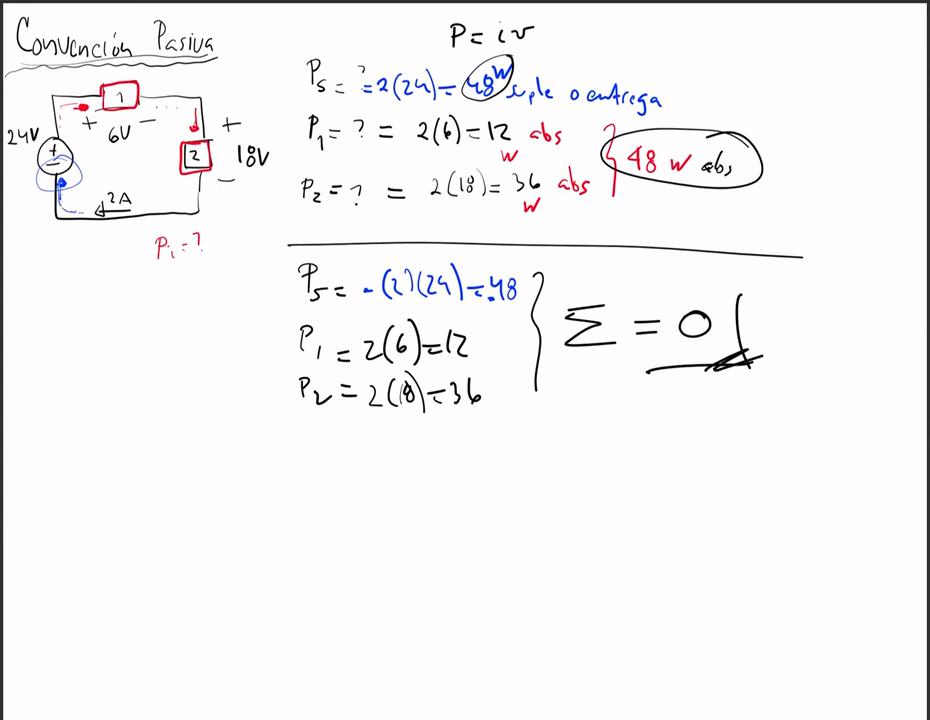 Convención Pasiva
P = iv
24V
+
−
1
+ 6V −
2
+
18V
−
2A
Pi = ?
Ps = ? = 2(24) = 48 W suple o entrega
P1 = ? = 2(6) = 12 W abs
P2 = ? = 2(18) = 36 W abs
48 W abs
Ps = -(2)(24) = -48
P1 = 2(6) = 12
P2 = 2(18) = 36
Σ = 0